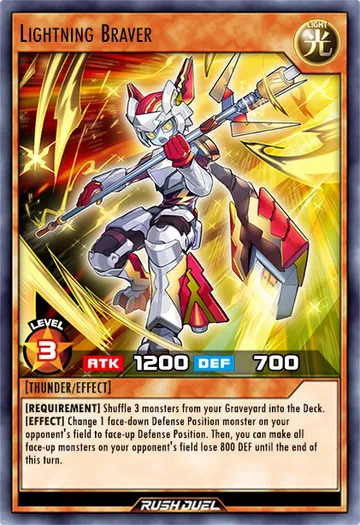 LIGHTNING BRAVER
LIGHT
光
LEVEL
3
ATK 1200 DEF 700
[THUNDER/EFFECT]
[REQUIREMENT] Shuffle 3 monsters from your Graveyard into the Deck.
[EFFECT] Change 1 face-down Defense Position monster on your
opponent's field to face-up Defense Position. Then, you can make all
face-up monsters on your opponent's field lose 800 DEF until the end of
this turn.
RUSH DUEL